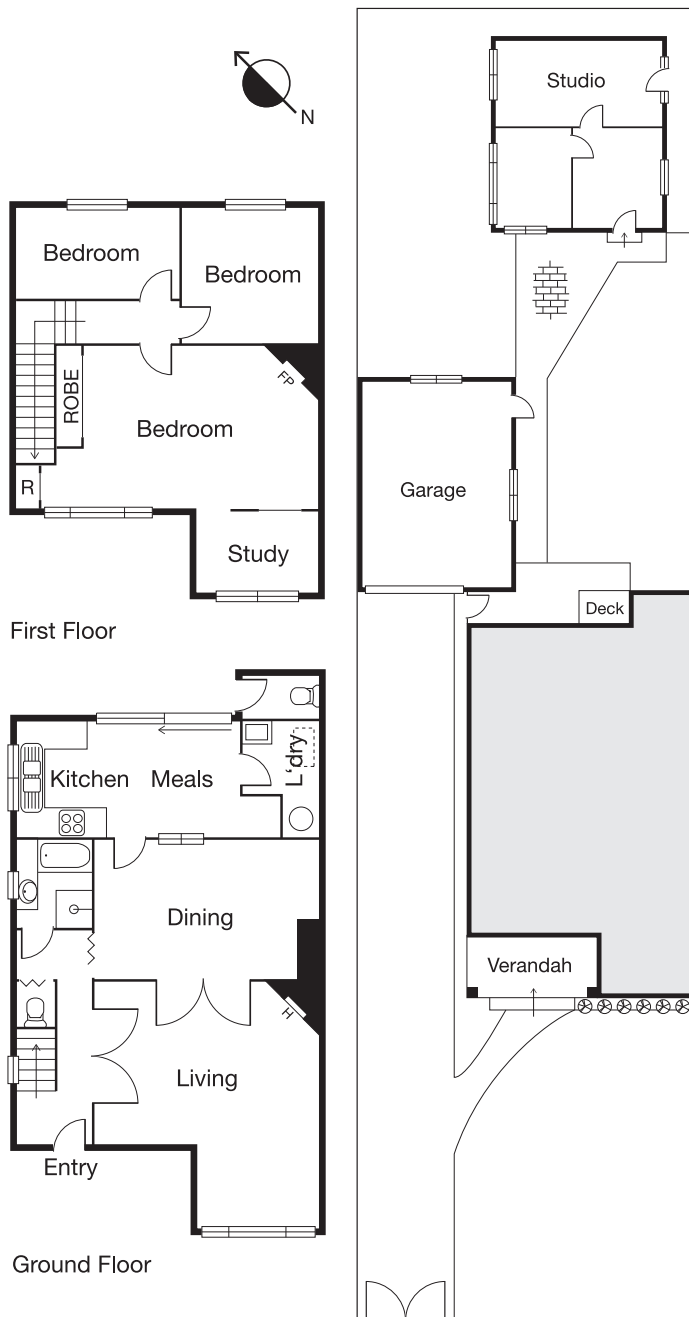 N
Bedroom
Bedroom
FP
ROBE
Bedroom
R
Study
First Floor
Kitchen Meals
L'dry
Dining
H
Living
Entry
Ground Floor
Studio
Garage
Deck
Verandah